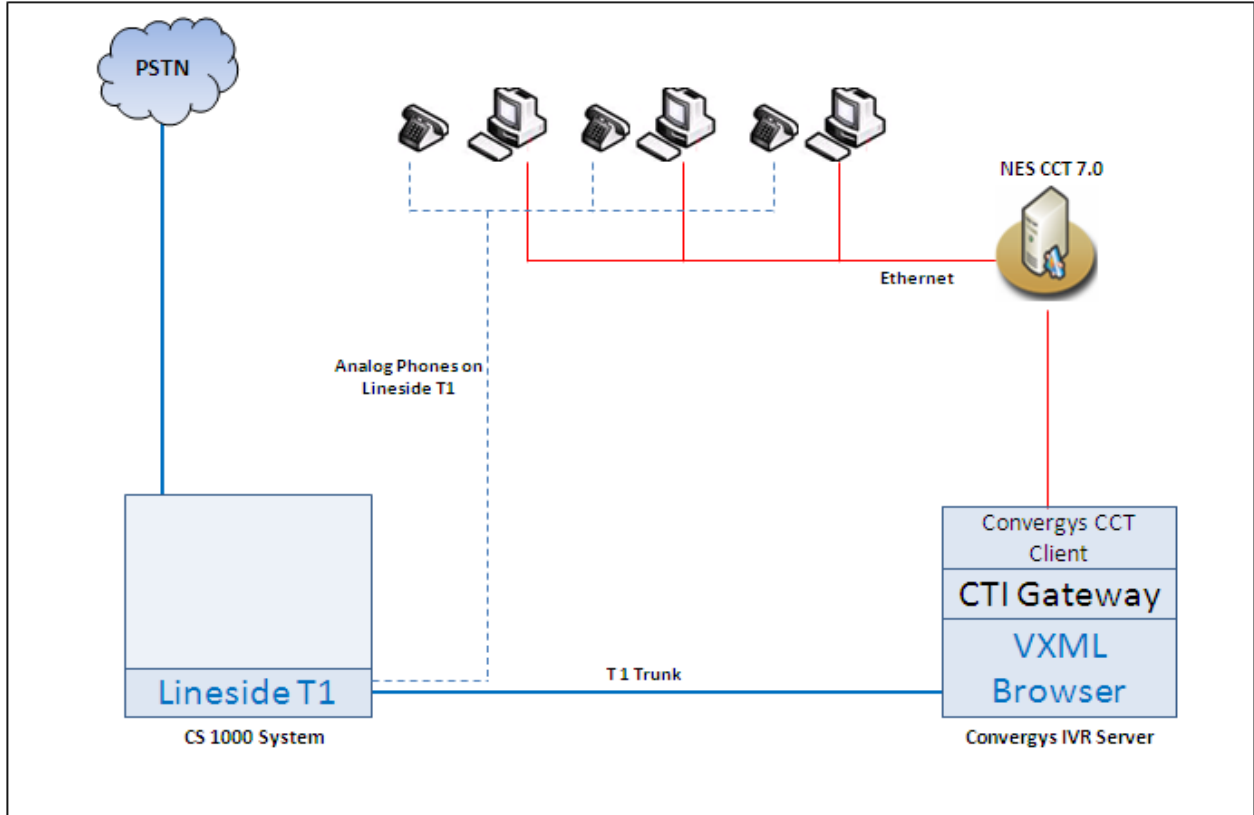 PSTN
NES CCT 7.0
Ethernet
Analog Phones on
Lineside T1
Convergys CCT
Client
CTI Gateway
VXML
Browser
Lineside T1
T 1 Trunk
CS 1000 System
Convergys IVR Server